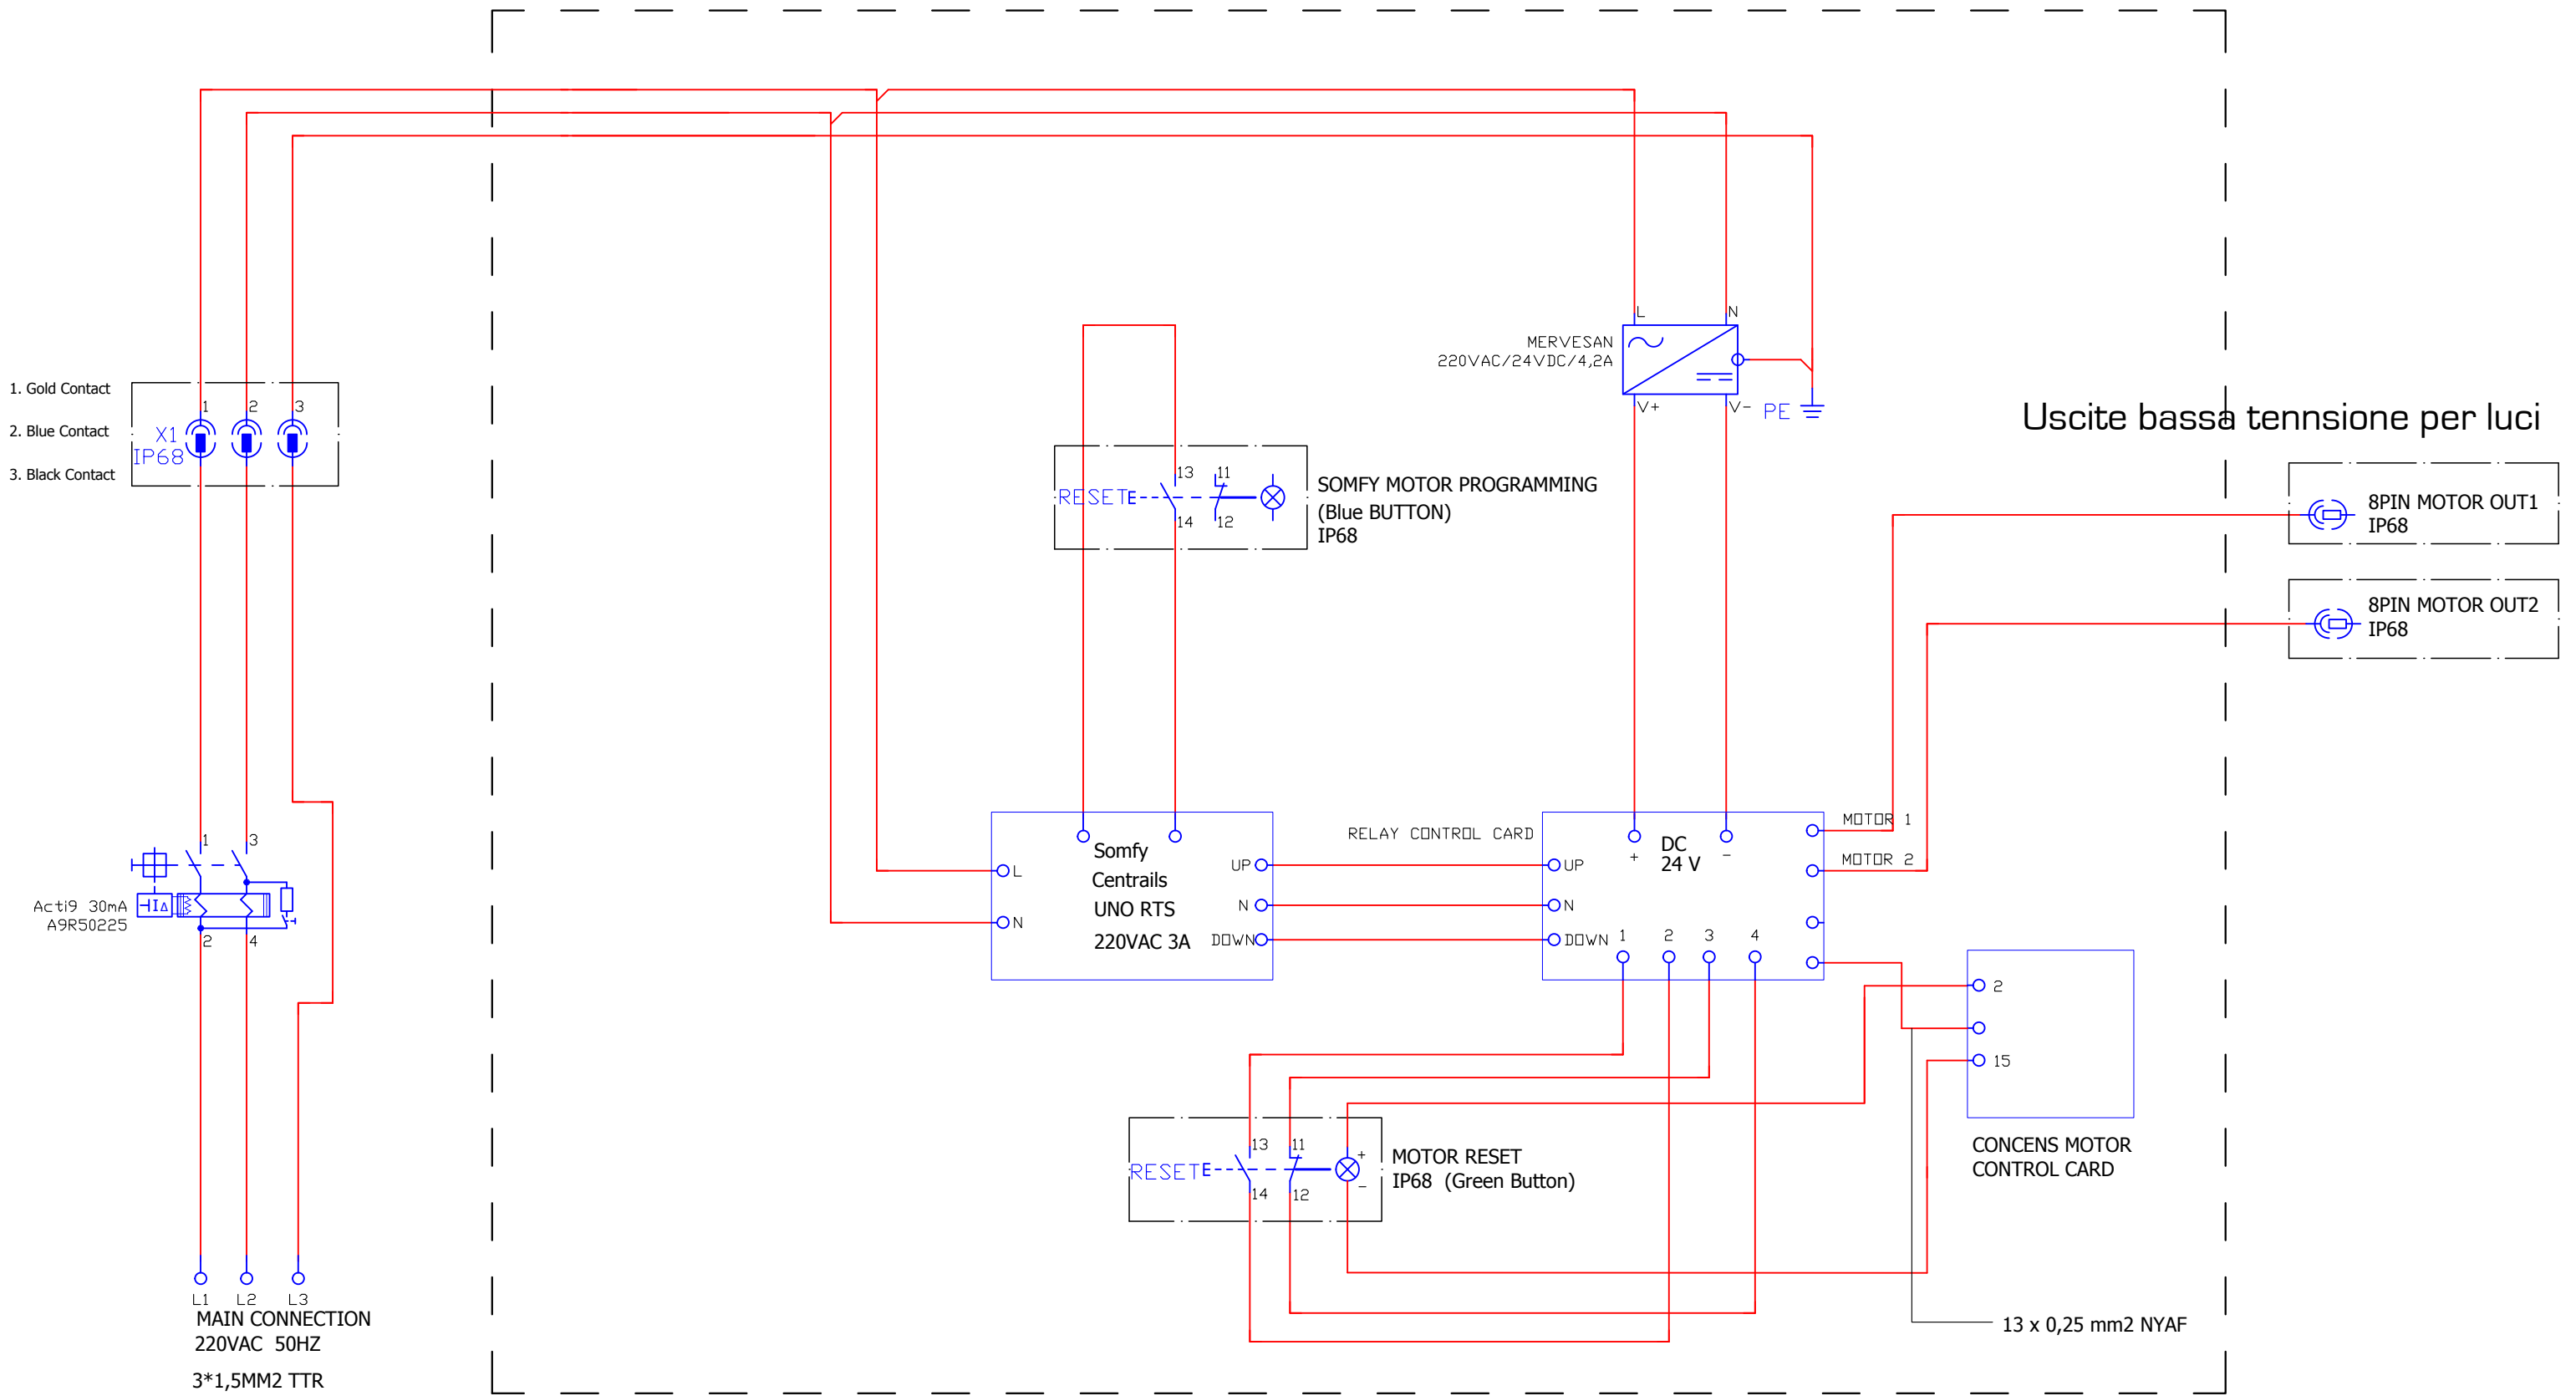 1. Gold Contact
2. Blue Contact
3. Black Contact
X1
IP68
1
2
3
Acti9 30mA
A9R50225
1
3
2
4
L1
L2
L3
MAIN CONNECTION
220VAC 50HZ
3*1,5MM2 TTR
MERVESAN
220VAC/24VDC/4,2A
L
N
V+
V-
PE
RESET
13
11
14
12
SOMFY MOTOR PROGRAMMING
(Blue BUTTON)
IP68
Somfy
Centrails
UNO RTS
220VAC 3A
L
N
UP
N
DOWN
RELAY CONTROL CARD
UP
N
DOWN
DC
24 V
+
-
1
2
3
4
MOTOR 1
MOTOR 2
Uscite bassa tennsione per luci
8PIN MOTOR OUT1
IP68
8PIN MOTOR OUT2
IP68
2
15
CONCENS MOTOR
CONTROL CARD
RESET
13
11
+
14
12
-
MOTOR RESET
IP68 (Green Button)
13 x 0,25 mm2 NYAF